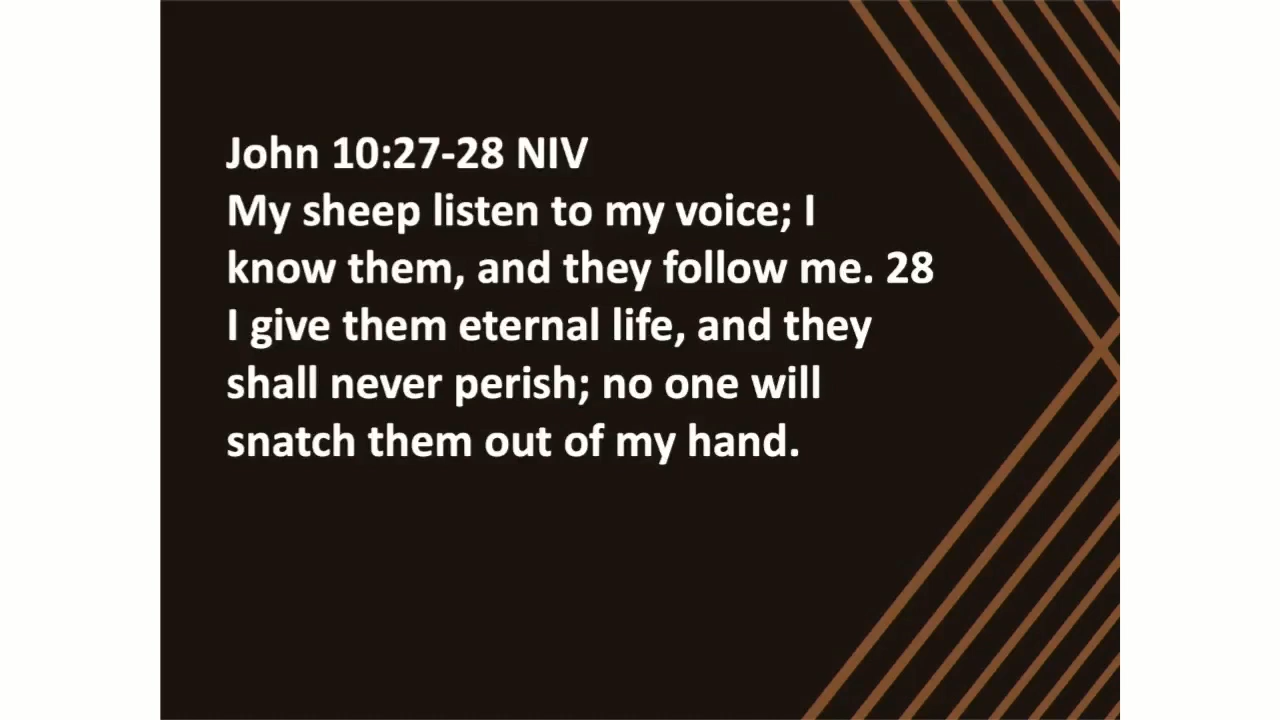 John 10:27-28 NIV
My sheep listen to my voice; I
know them, and they follow me. 28
I give them eternal life, and they
shall never perish; no one will
snatch them out of my hand.